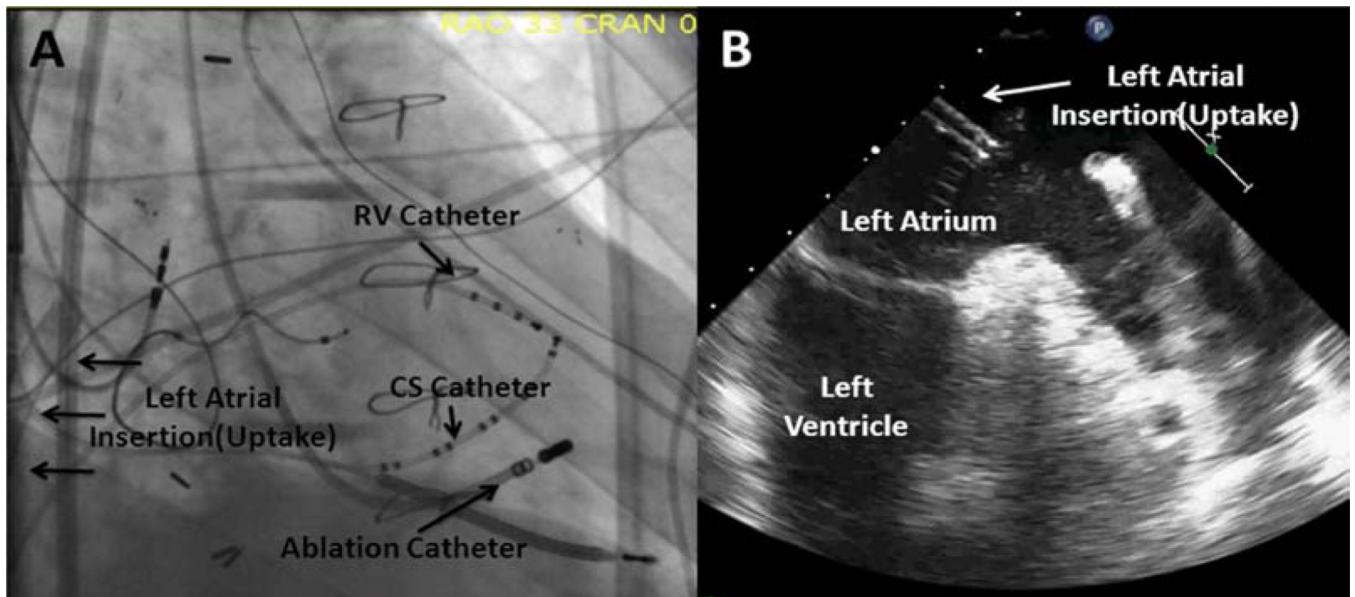 A
RAO 33 CRAN 0
RV Catheter
CS Catheter
Left Atrial
Insertion(Uptake)
Ablation Catheter
B
P
Left Atrial
Insertion(Uptake)
Left Atrium
Left
Ventricle